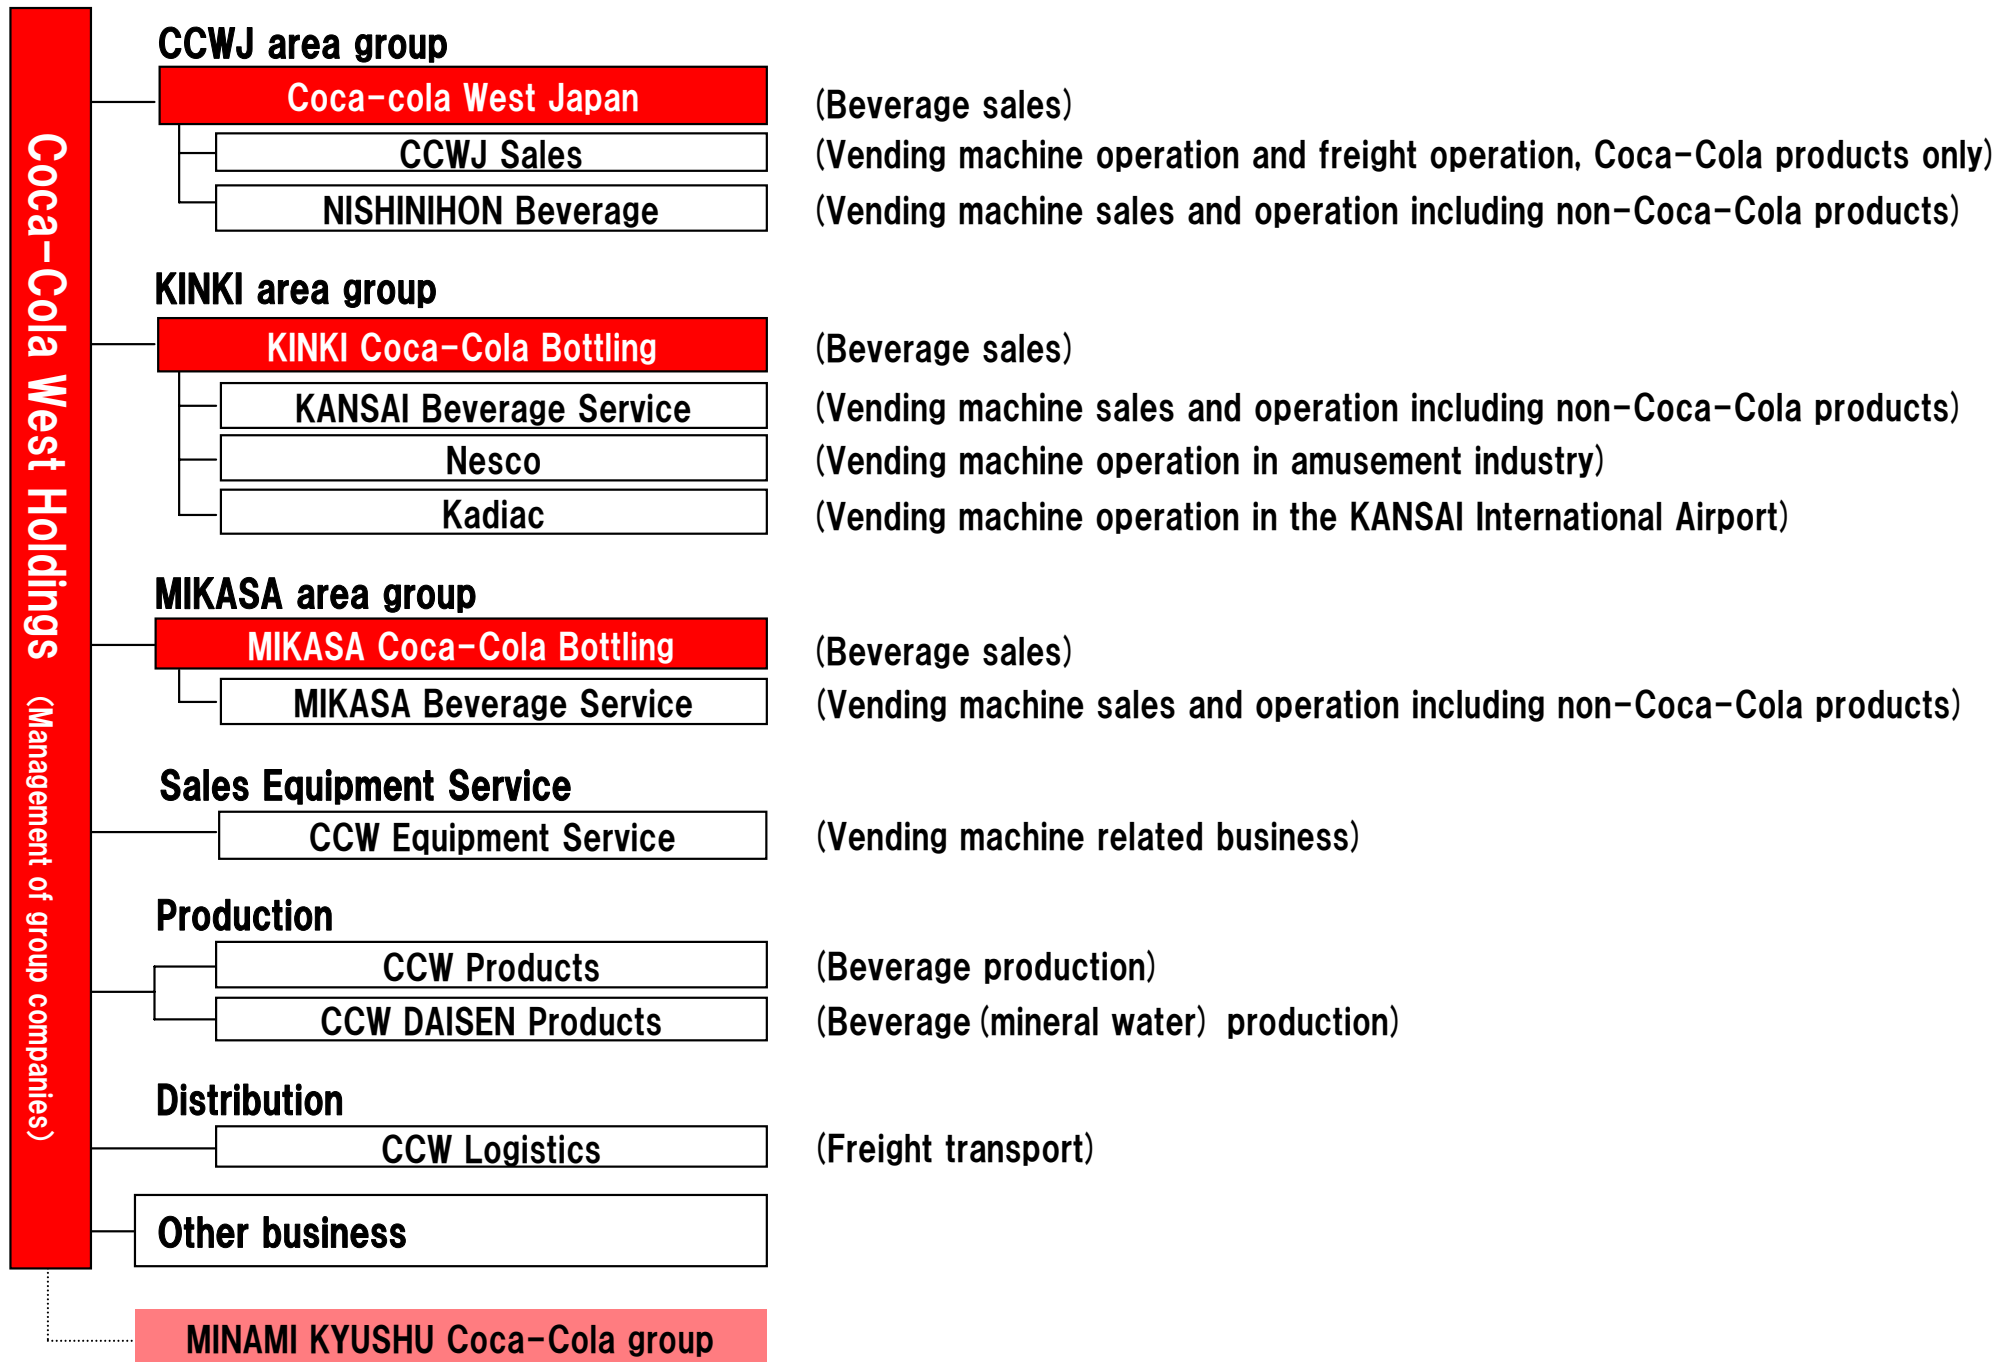 Coca-Cola West Holdings (Management of group companies)
CCWJ area group
Coca-cola West Japan (Beverage sales)
CCWJ Sales (Vending machine operation and freight operation, Coca-Cola products only)
NISHINIHON Beverage (Vending machine sales and operation including non-Coca-Cola products)
KINKI area group
KINKI Coca-Cola Bottling (Beverage sales)
KANSAI Beverage Service (Vending machine sales and operation including non-Coca-Cola products)
Nesco (Vending machine operation in amusement industry)
Kadiac (Vending machine operation in the KANSAI International Airport)
MIKASA area group
MIKASA Coca-Cola Bottling (Beverage sales)
MIKASA Beverage Service (Vending machine sales and operation including non-Coca-Cola products)
Sales Equipment Service
CCW Equipment Service (Vending machine related business)
Production
CCW Products (Beverage production)
CCW DAISEN Products (Beverage (mineral water) production)
Distribution
CCW Logistics (Freight transport)
Other business
MINAMI KYUSHU Coca-Cola group